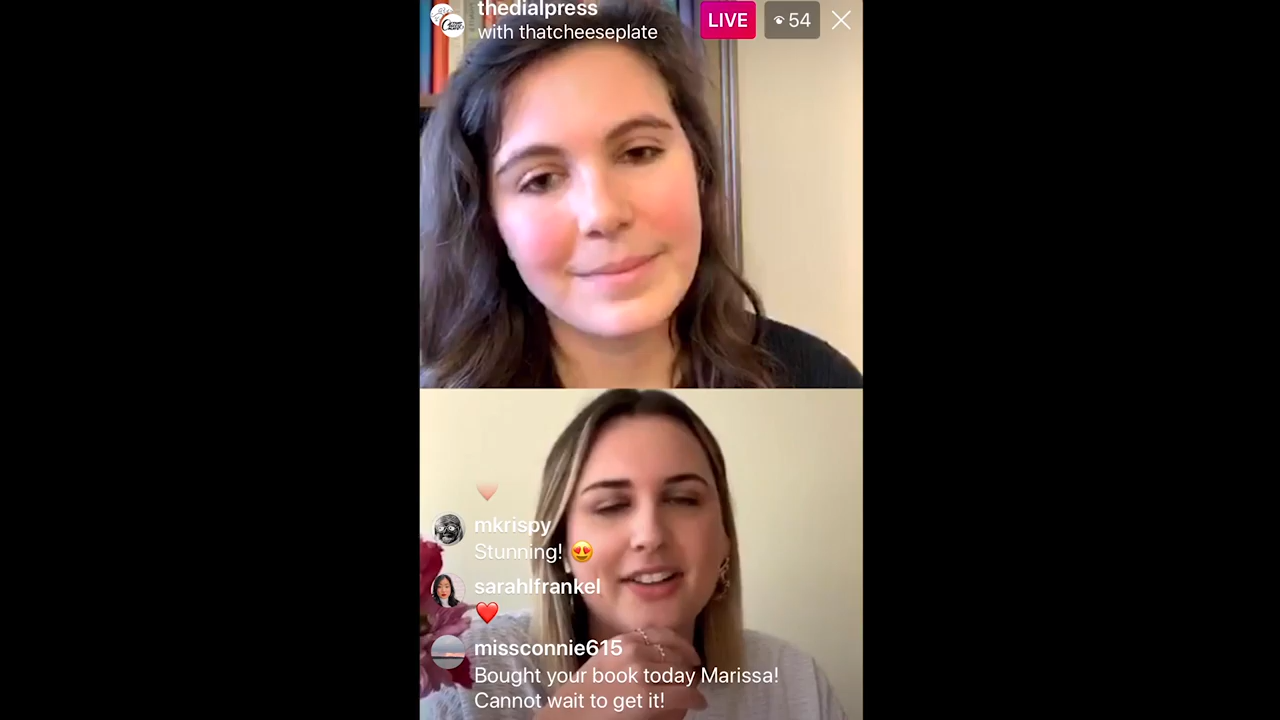 thedialpress
with thatcheeseplate
LIVE
54
mkrispy
Stunning! 😍
sarahlfrankel
❤️
missconnie615
Bought your book today Marissa!
Cannot wait to get it!